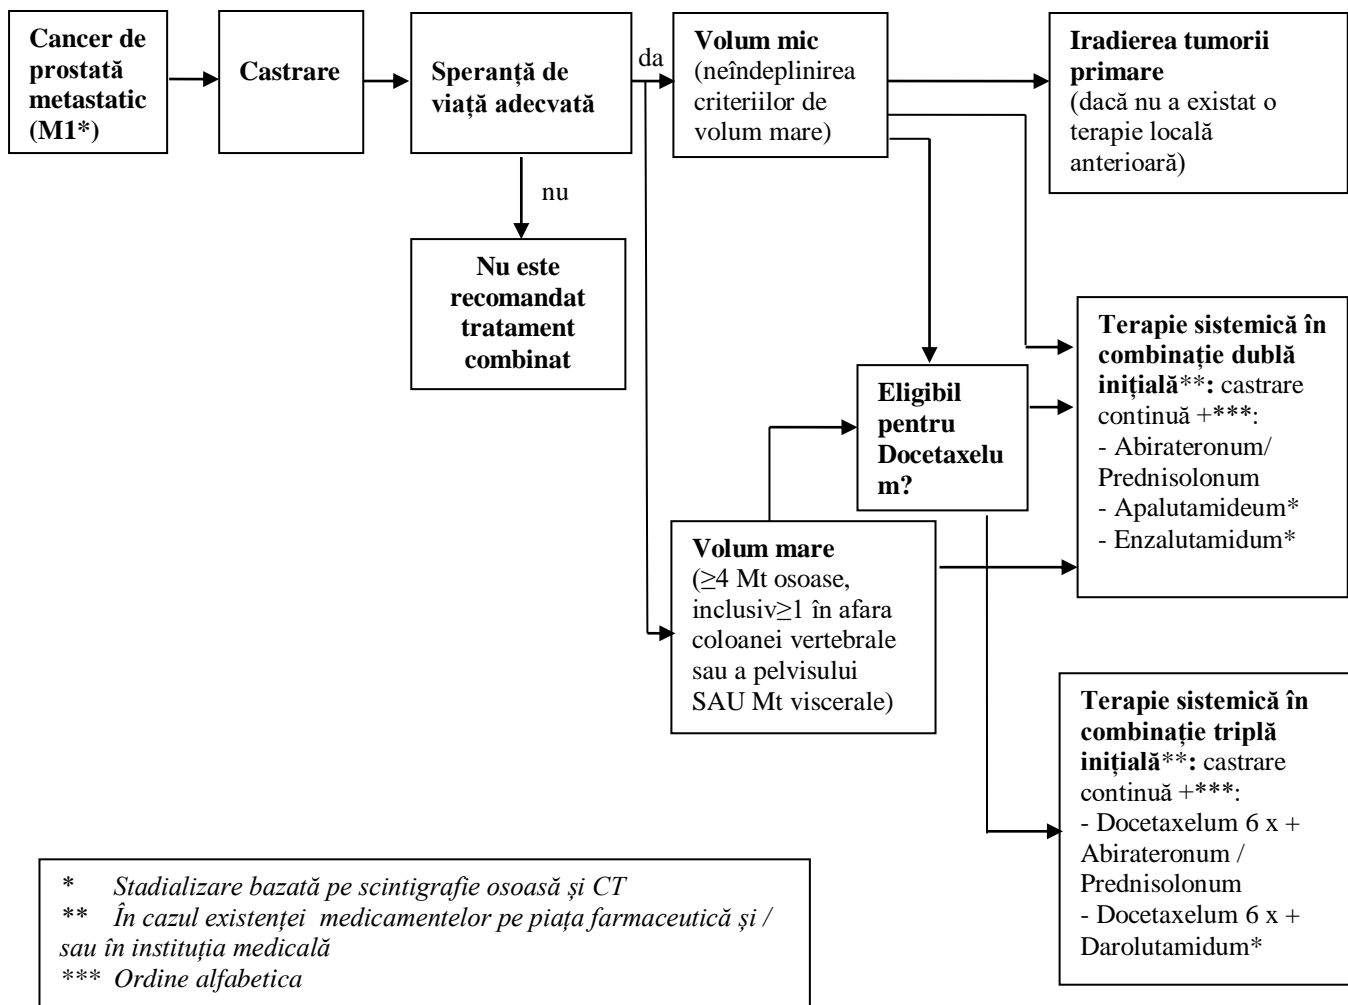 Cancer de
prostată
metastatic
(M1*)
Castrare
Speranță de
viață adecvată
da
nu
Volum mic
(neîndeplinirea
criteriilor de
volum mare)
Iradierea tumorii
primare
(dacă nu a existat o
terapie locală
anterioară)
Nu este
recomandat
tratament
combinat
Eligibil
pentru
Docetaxelu
m?
Terapie sistemică în
combinație dublă
inițială**: castrare
continuă +***:
- Abirateronum/
Prednisolonum
- Apalutamideum*
- Enzalutamidum*
Volum mare
(≥4 Mt osoase,
inclusiv≥1 în afara
coloanei vertebrale
sau a pelvisului
SAU Mt viscerale)
Terapie sistemică în
combinație triplă
inițială**: castrare
continuă +***:
- Docetaxelum 6 x +
Abirateronum /
Prednisolonum
- Docetaxelum 6 x +
Darolutamidum*
* Stadializare bazată pe scintigrafie osoasă și CT
** În cazul existenței medicamentelor pe piața farmaceutică și /
sau în instituția medicală
*** Ordine alfabetica